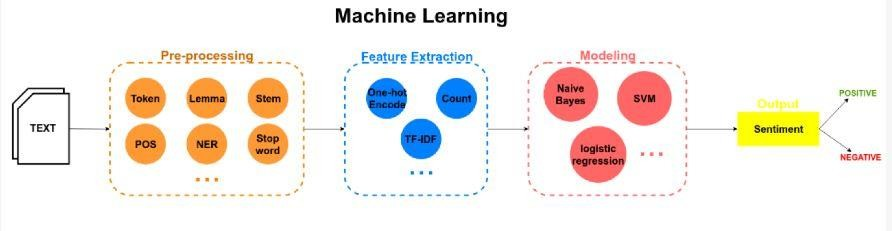 Machine Learning
Pre-processing
Feature Extraction
Modeling
TEXT
Token
Lemma
Stem
POS
NER
Stop
word
...
One-hot
Encode
Count
TF-IDF
...
Naive
Bayes
SVM
logistic
regression
...
Output
Sentiment
POSITIVE
NEGATIVE